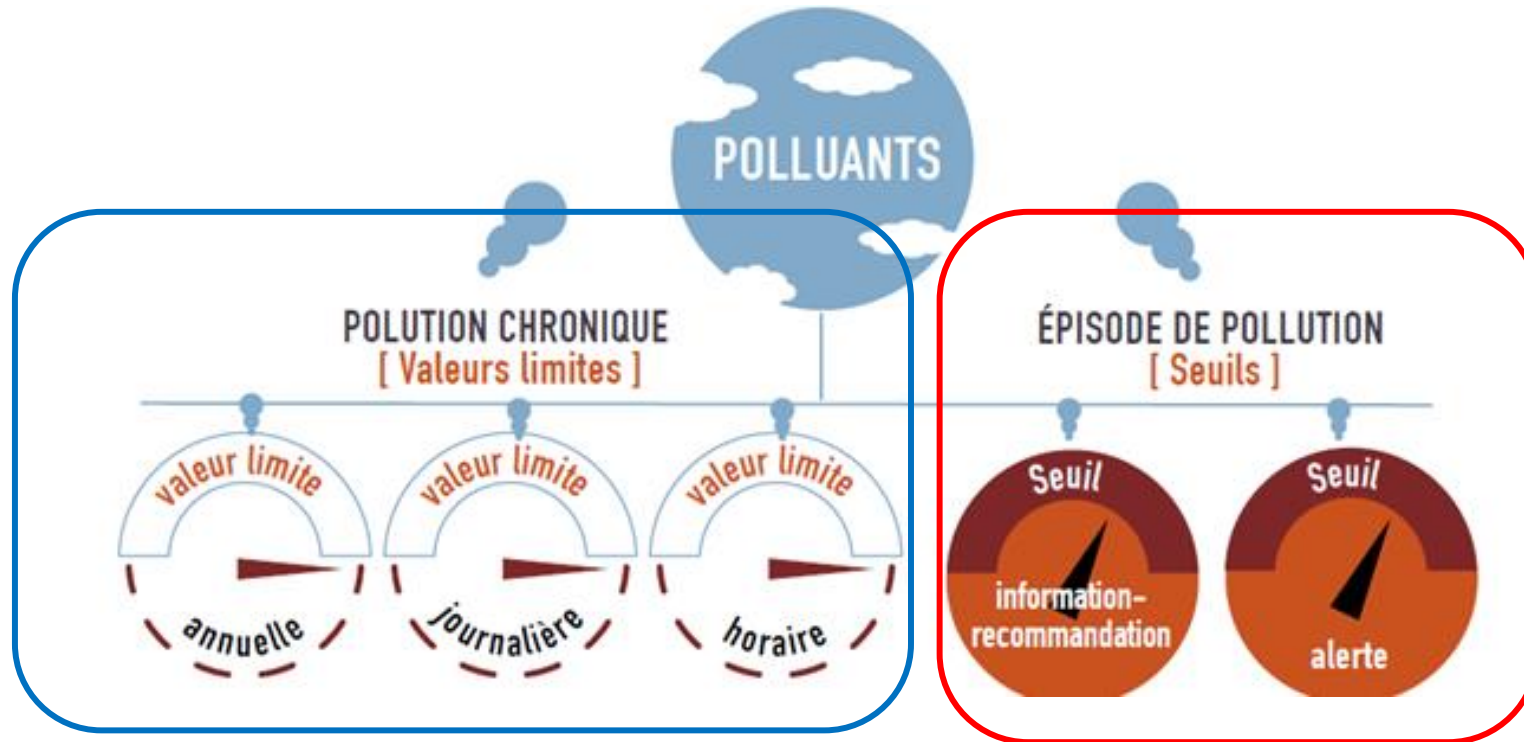 POLLUANTS
POLUTION CHRONIQUE
[ Valeurs limites ]
ÉPISODE DE POLLUTION
[ Seuils ]
valeur limite
annuelle
valeur limite
journalière
valeur limite
horaire
Seuil
information-
recommandation
Seuil
alerte